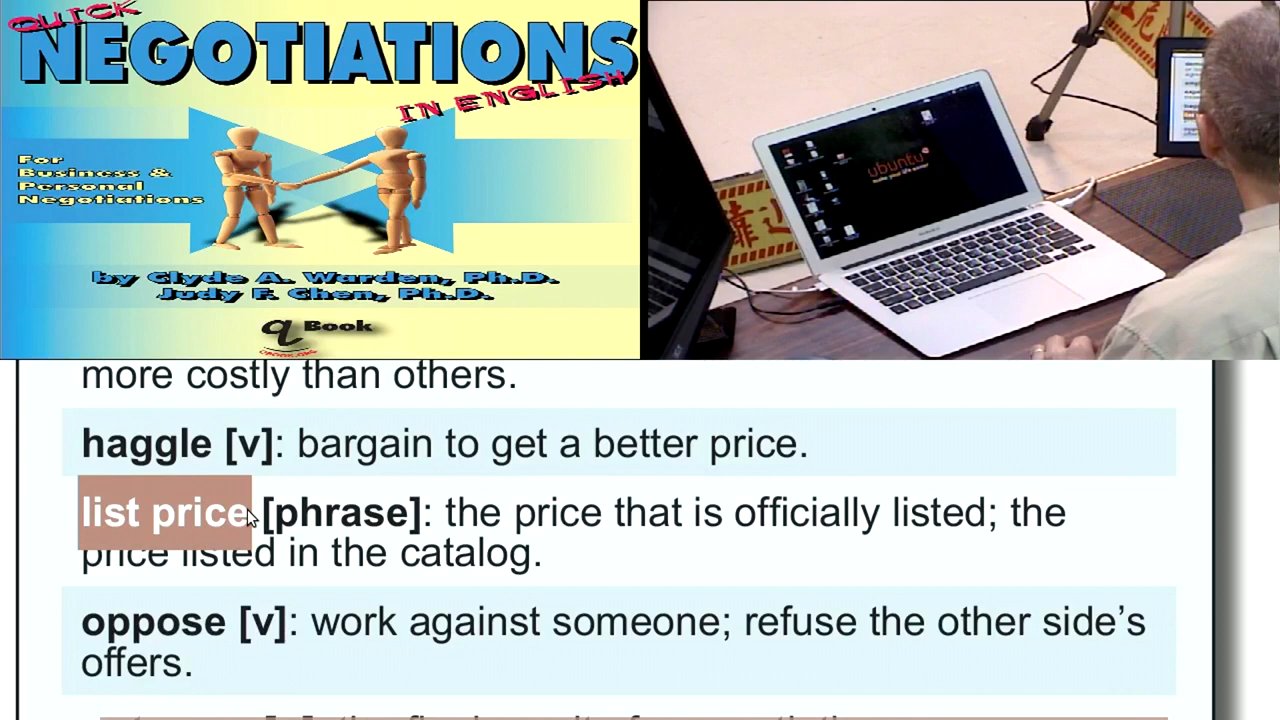 QUICK
NEGOTIATIONS
IN ENGLISH
For
Business &
Personal
Negotiations
by Clyde A. Warden, Ph.D.
Judy F. Chen, Ph.D.
q Book
ubuntu
more costly than others.
haggle [v]: bargain to get a better price.
list price [phrase]: the price that is officially listed; the
price listed in the catalog.
oppose [v]: work against someone; refuse the other side’s
offers.